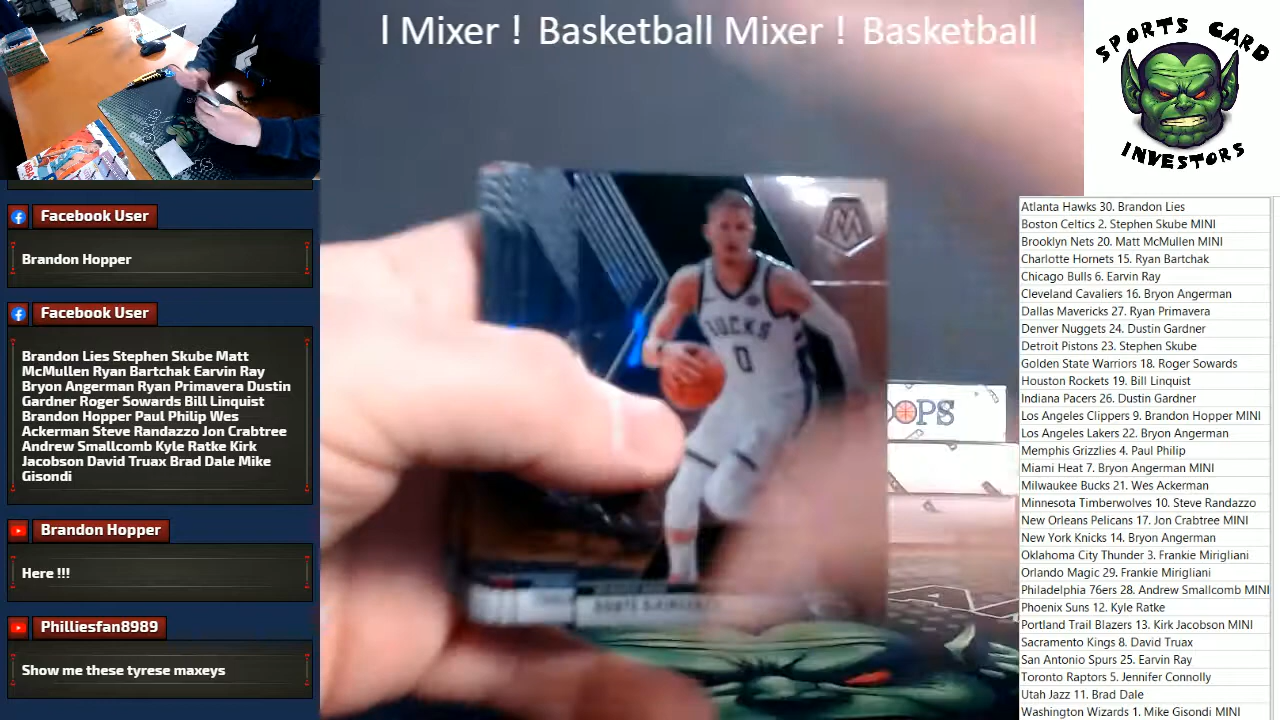 l Mixer ! Basketball Mixer ! Basketball
SPORTS CARD
INVESTORS
Facebook User
Brandon Hopper
Facebook User
Brandon Lies Stephen Skube Matt
McMullen Ryan Bartchak Earvin Ray
Bryon Angerman Ryan Primavera Dustin
Gardner Roger Sowards Bill Linquist
Brandon Hopper Paul Philip Wes
Ackerman Steve Randazzo Jon Crabtree
Andrew Smallcomb Kyle Ratke Kirk
Jacobson David Truax Brad Dale Mike
Gisondi
Brandon Hopper
Here !!!
Philliesfan8989
Show me these tyrese maxeys
BUCKS
0
OOPS
Atlanta Hawks 30. Brandon Lies
Boston Celtics 2. Stephen Skube MINI
Brooklyn Nets 20. Matt McMullen MINI
Charlotte Hornets 15. Ryan Bartchak
Chicago Bulls 6. Earvin Ray
Cleveland Cavaliers 16. Bryon Angerman
Dallas Mavericks 27. Ryan Primavera
Denver Nuggets 24. Dustin Gardner
Detroit Pistons 23. Stephen Skube
Golden State Warriors 18. Roger Sowards
Houston Rockets 19. Bill Linquist
Indiana Pacers 26. Dustin Gardner
Los Angeles Clippers 9. Brandon Hopper MINI
Los Angeles Lakers 22. Bryon Angerman
Memphis Grizzlies 4. Paul Philip
Miami Heat 7. Bryon Angerman MINI
Milwaukee Bucks 21. Wes Ackerman
Minnesota Timberwolves 10. Steve Randazzo
New Orleans Pelicans 17. Jon Crabtree MINI
New York Knicks 14. Bryon Angerman
Oklahoma City Thunder 3. Frankie Mirigliani
Orlando Magic 29. Frankie Mirigliani
Philadelphia 76ers 28. Andrew Smallcomb MINI
Phoenix Suns 12. Kyle Ratke
Portland Trail Blazers 13. Kirk Jacobson MINI
Sacramento Kings 8. David Truax
San Antonio Spurs 25. Earvin Ray
Toronto Raptors 5. Jennifer Connolly
Utah Jazz 11. Brad Dale
Washington Wizards 1. Mike Gisondi MINI